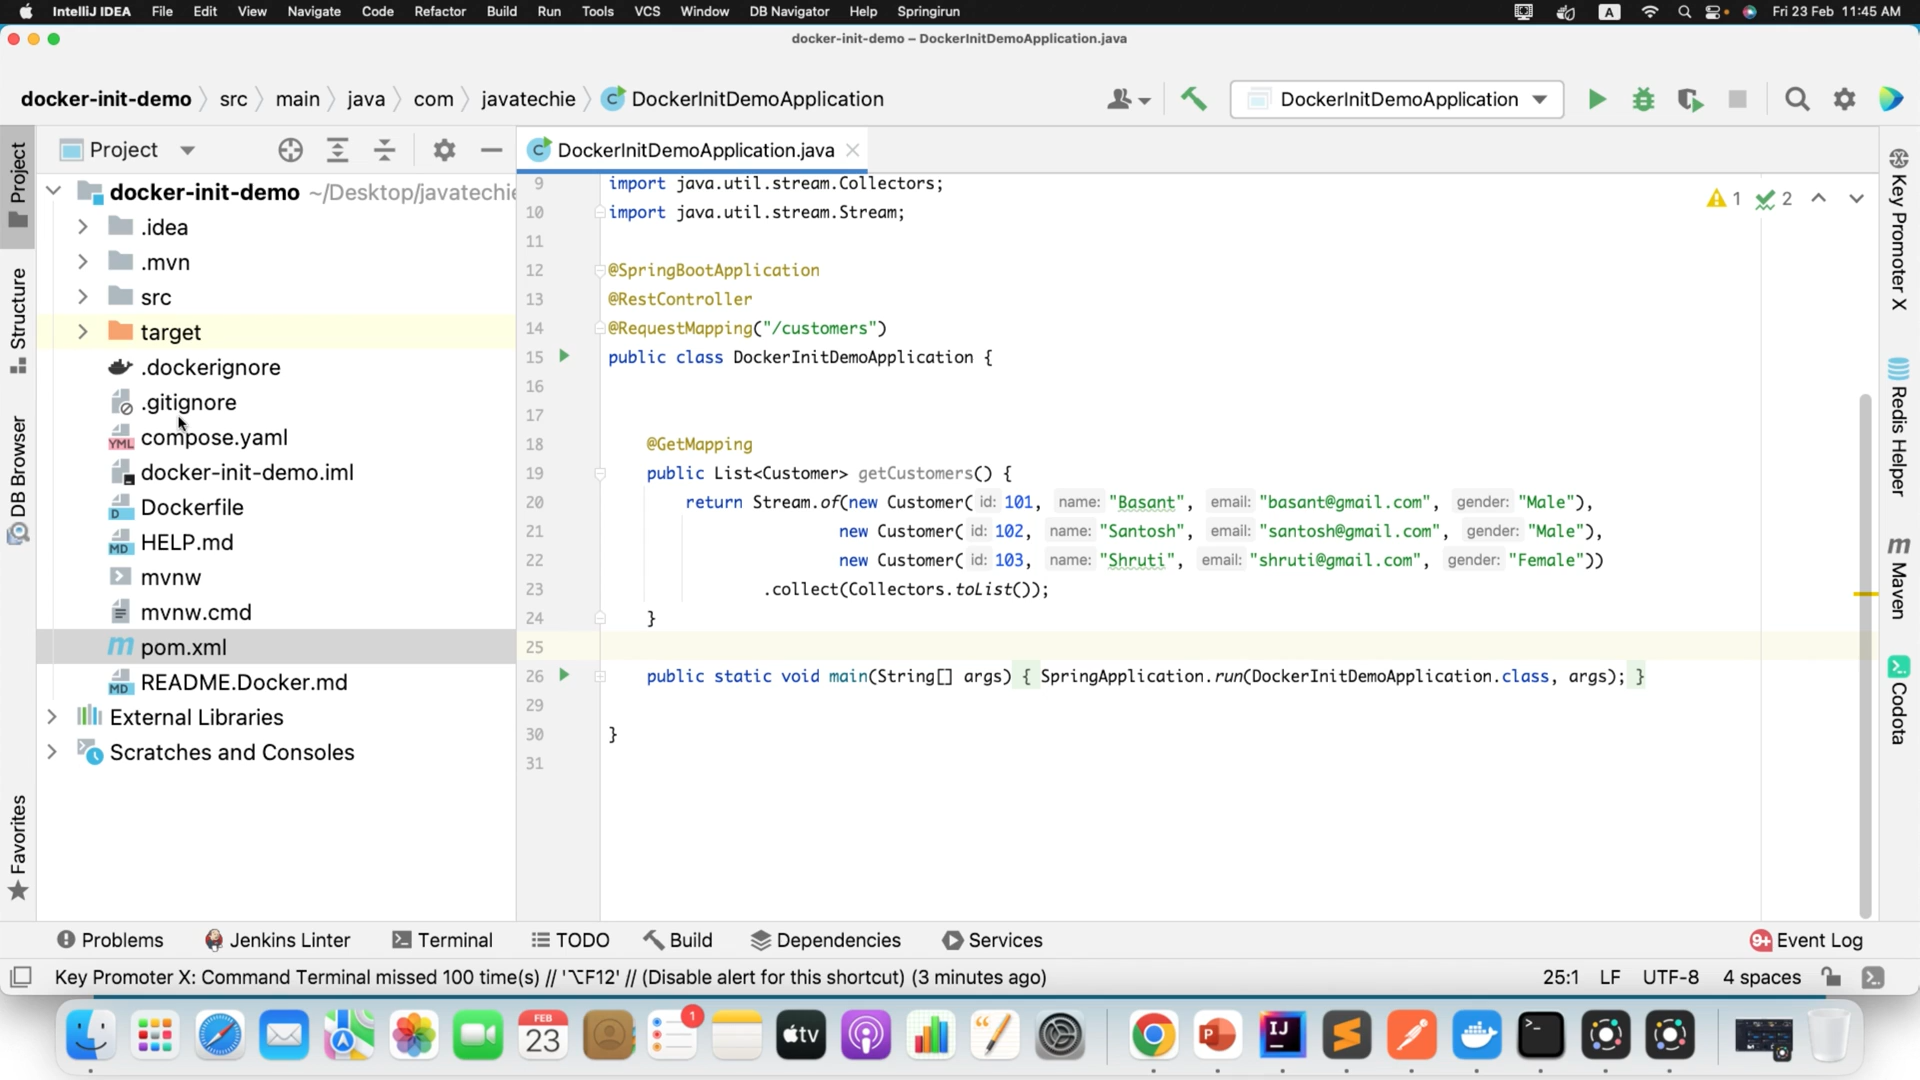 IntelliJ IDEA File Edit View Navigate Code Refactor Build Run Tools VCS Window DB Navigator Help Springirun A Fri 23 Feb 11:45 AM
docker-init-demo – DockerInitDemoApplication.java
docker-init-demo src main java com javatechie DockerInitDemoApplication DockerInitDemoApplication
Project
DockerInitDemoApplication.java
docker-init-demo ~/Desktop/javatechie
.idea
.mvn
src
target
.dockerignore
.gitignore
compose.yaml
docker-init-demo.iml
Dockerfile
HELP.md
mvnw
mvnw.cmd
pom.xml
README.Docker.md
External Libraries
Scratches and Consoles
Project
Structure
DB Browser
Favorites
9 import java.util.stream.Collectors;
10 import java.util.stream.Stream;
11
12 @SpringBootApplication
13 @RestController
14 @RequestMapping("/customers")
15 public class DockerInitDemoApplication {
16
17
18 @GetMapping
19 public List<Customer> getCustomers() {
20 return Stream.of(new Customer( id: 101, name: "Basant", email: "basant@gmail.com", gender: "Male"),
21 new Customer( id: 102, name: "Santosh", email: "santosh@gmail.com", gender: "Male"),
22 new Customer( id: 103, name: "Shruti", email: "shruti@gmail.com", gender: "Female"))
23 .collect(Collectors.toList());
24 }
25
26 public static void main(String[] args) { SpringApplication.run(DockerInitDemoApplication.class, args); }
29
30 }
31
1 2
Key Promoter X
Redis Helper
Maven
Codota
Problems Jenkins Linter Terminal TODO Build Dependencies Services 9+ Event Log
Key Promoter X: Command Terminal missed 100 time(s) // '⌥F12' // (Disable alert for this shortcut) (3 minutes ago) 25:1 LF UTF-8 4 spaces
FEB
23
1
tv
IJ